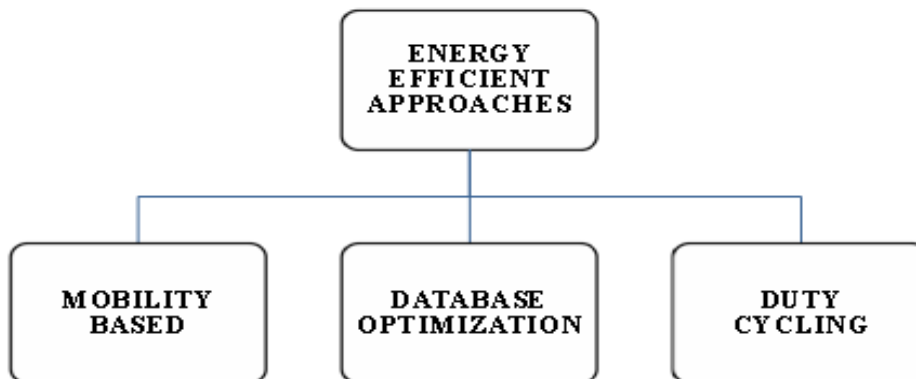 ENERGY
EFFICIENT
APPROACHES
MOBILITY
BASED
DATABASE
OPTIMIZATION
DUTY
CYCLING